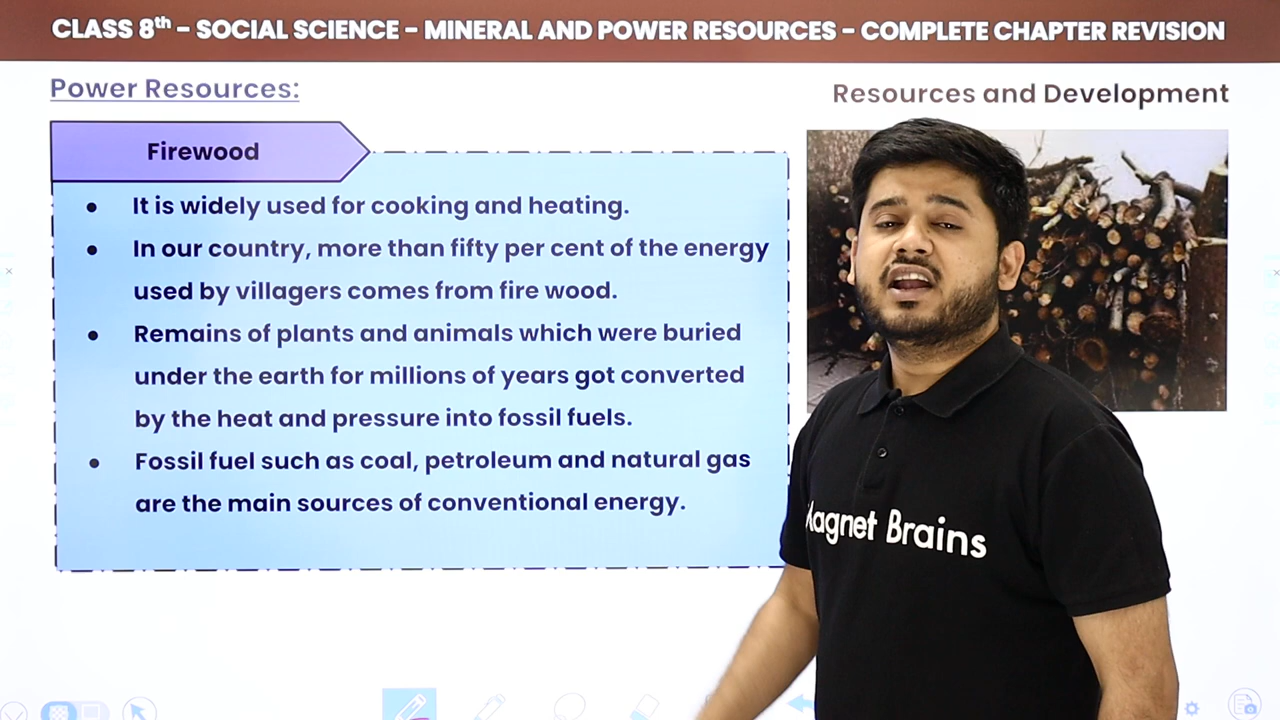 CLASS 8th – SOCIAL SCIENCE – MINERAL AND POWER RESOURCES – COMPLETE CHAPTER REVISION
Power Resources:
Resources and Development
Firewood
• It is widely used for cooking and heating.
• In our country, more than fifty per cent of the energy
used by villagers comes from fire wood.
• Remains of plants and animals which were buried
under the earth for millions of years got converted
by the heat and pressure into fossil fuels.
• Fossil fuel such as coal, petroleum and natural gas
are the main sources of conventional energy.
Magnet Brains